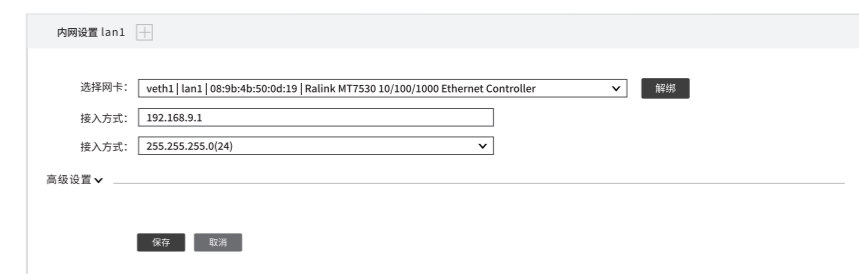 内网设置 lan1
选择网卡: veth1 | lan1 | 08:9b:4b:50:0d:19 | Ralink MT7530 10/100/1000 Ethernet Controller 解绑
接入方式: 192.168.9.1
接入方式: 255.255.255.0(24)
高级设置
保存 取消